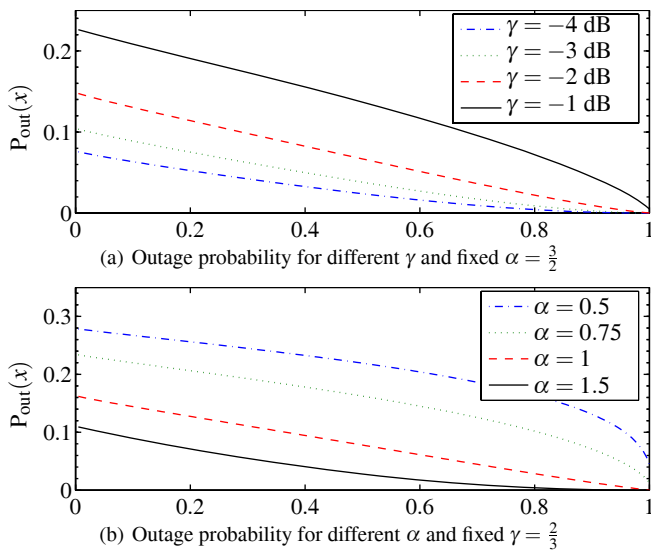 0.2
0.1
0
P_out(x)
γ = −4 dB
γ = −3 dB
γ = −2 dB
γ = −1 dB
0 0.2 0.4 0.6 0.8 1
(a) Outage probability for different γ and fixed α = 3/2
0.3
0.2
0.1
0
P_out(x)
α = 0.5
α = 0.75
α = 1
α = 1.5
0 0.2 0.4 0.6 0.8 1
(b) Outage probability for different α and fixed γ = 2/3